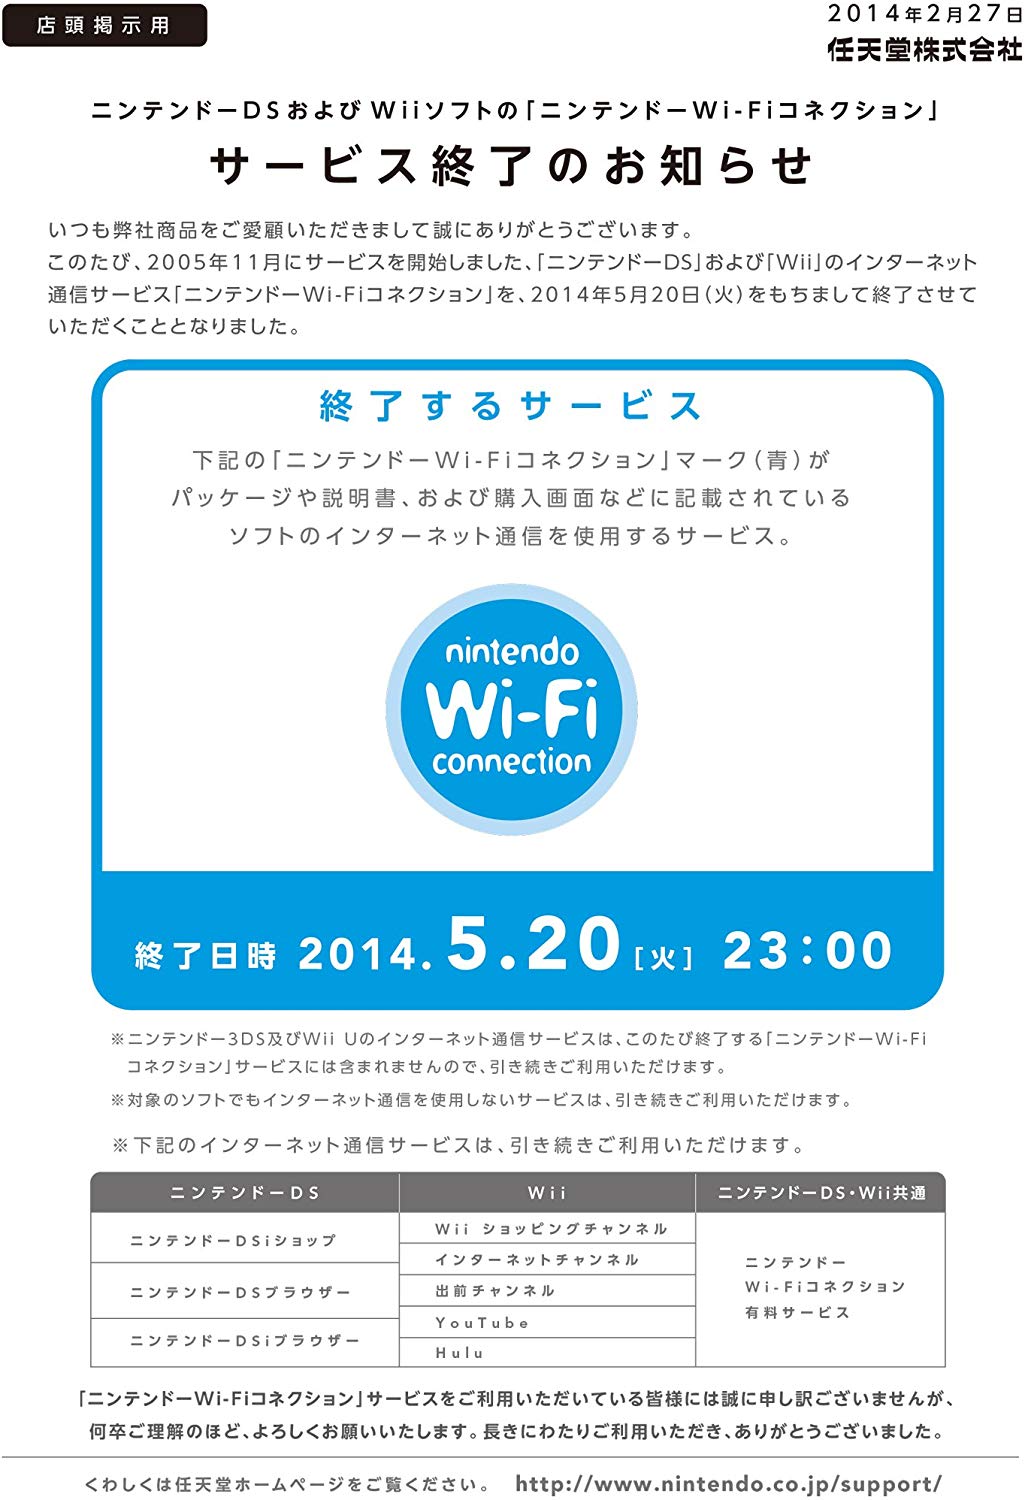 店頭掲示用
2014年2月27日
任天堂株式会社
ニンテンドーDSおよびWiiソフトの「ニンテンドーWi-Fiコネクション」
サービス終了のお知らせ
いつも弊社商品をご愛顧いただきまして誠にありがとうございます。
このたび、2005年11月にサービスを開始しました、「ニンテンドーDS」および「Wii」のインターネット
通信サービス「ニンテンドーWi-Fiコネクション」を、2014年5月20日(火)をもちまして終了させて
いただくこととなりました。
終了するサービス
下記の「ニンテンドーWi-Fiコネクション」マーク(青)が
パッケージや説明書、および購入画面などに記載されている
ソフトのインターネット通信を使用するサービス。
nintendo
Wi-Fi
connection
終了日時 2014.5.20[火] 23:00
※ニンテンドー3DS及びWii Uのインターネット通信サービスは、このたび終了する「ニンテンドーWi-Fi
コネクション」サービスには含まれませんので、引き続きご利用いただけます。
※対象のソフトでもインターネット通信を使用しないサービスは、引き続きご利用いただけます。
※下記のインターネット通信サービスは、引き続きご利用いただけます。
ニンテンドーDS
Wii
ニンテンドーDS・Wii共通
ニンテンドーDSiショップ
ニンテンドーDSブラウザー
ニンテンドーDSiブラウザー
Wii ショッピングチャンネル
インターネットチャンネル
出前チャンネル
YouTube
Hulu
ニンテンドー
Wi-Fiコネクション
有料サービス
「ニンテンドーWi-Fiコネクション」サービスをご利用いただいている皆様には誠に申し訳ございませんが、
何卒ご理解のほど、よろしくお願いいたします。長きにわたりご利用いただき、ありがとうございました。
くわしくは任天堂ホームページをご覧ください。 http://www.nintendo.co.jp/support/